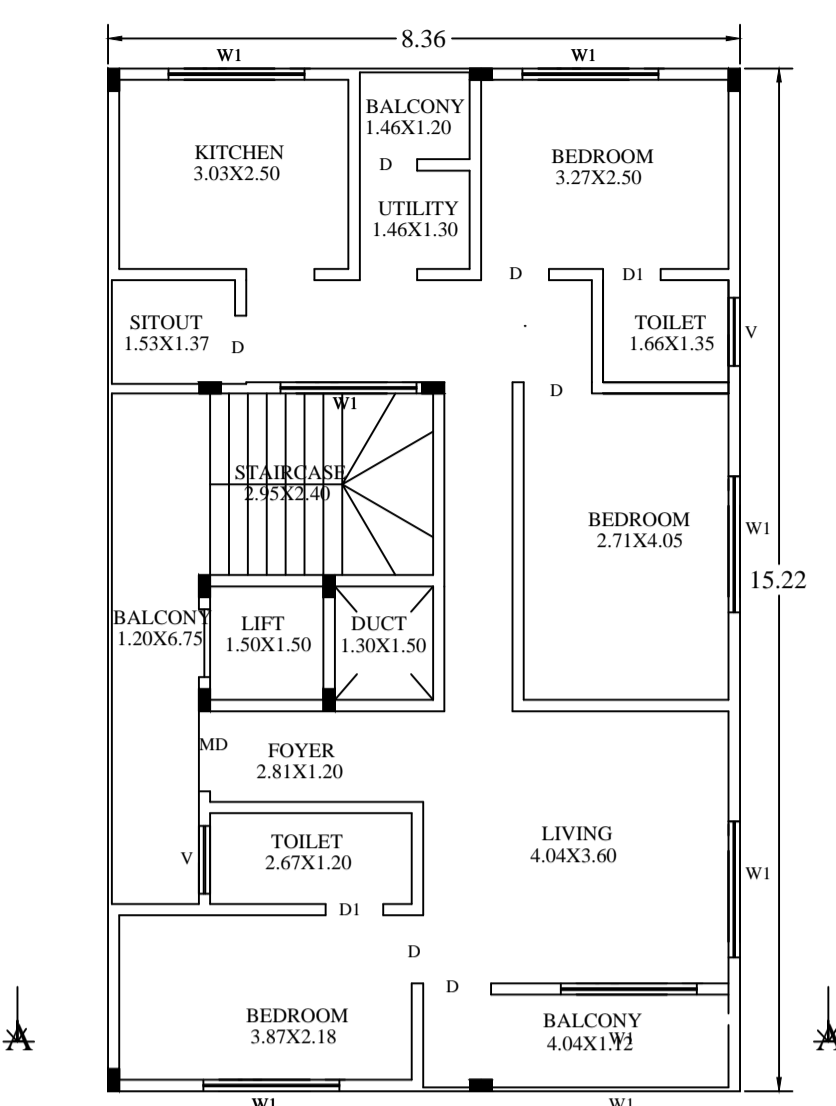 8.36
W1
W1
BALCONY
1.46X1.20
KITCHEN
3.03X2.50
D
BEDROOM
3.27X2.50
UTILITY
1.46X1.30
D
D1
SITOUT
1.53X1.37
D
TOILET
1.66X1.35
V
D
W1
STAIRCASE
2.95X2.40
BEDROOM
2.71X4.05
W1
15.22
BALCONY
1.20X6.75
LIFT
1.50X1.50
DUCT
1.30X1.50
MD
FOYER
2.81X1.20
LIVING
4.04X3.60
TOILET
2.67X1.20
V
W1
D1
D
D
BEDROOM
3.87X2.18
BALCONY
4.04X1.12
W1
A
A
W1
W1